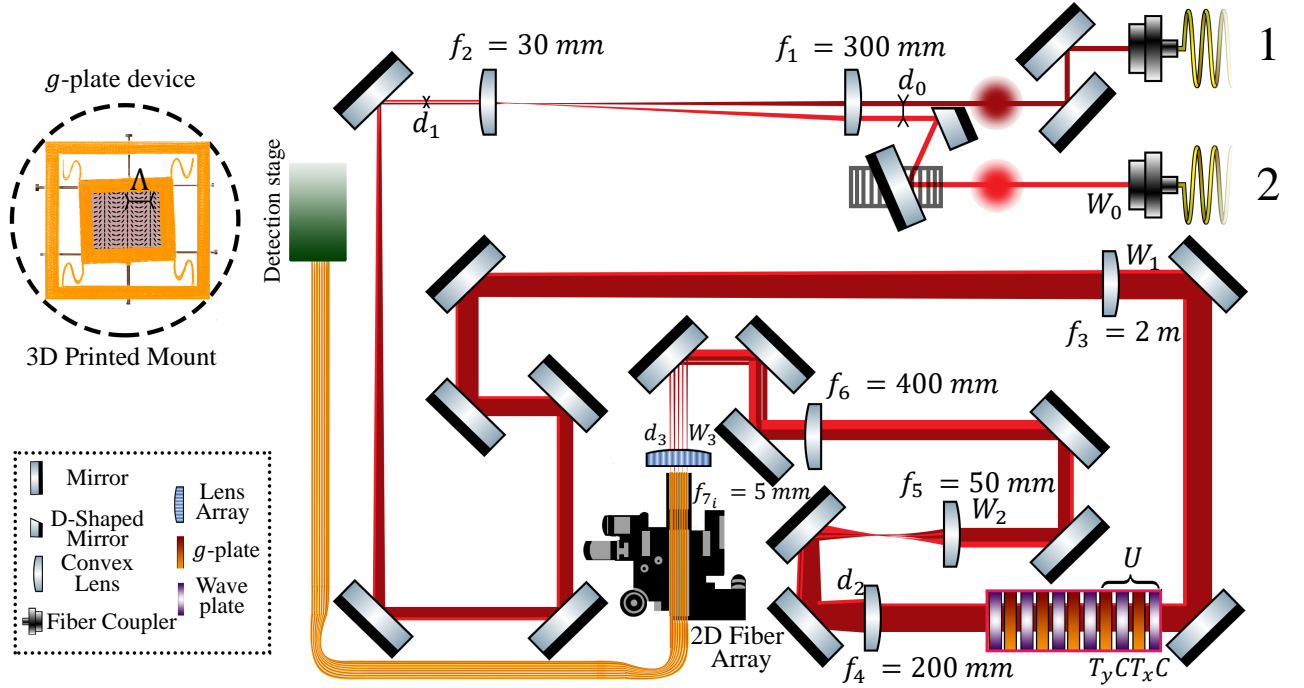 f₂ = 30 mm
f₁ = 300 mm
1
g-plate device
d₀
d₁
Λ
Detection stage
2
W₀
3D Printed Mount
W₁
f₃ = 2 m
f₆ = 400 mm
d₃
W₃
f₇ᵢ = 5 mm
f₅ = 50 mm
W₂
Mirror
Lens
Array
D-Shaped
Mirror
g-plate
Convex
Lens
Wave
plate
Fiber Coupler
U
d₂
2D Fiber
Array
f₄ = 200 mm
TᵧCTₓC